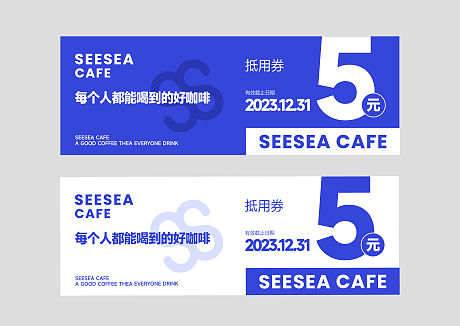 SEESEA
CAFE
每个人都能喝到的好咖啡
SEESEA CAFE
A GOOD COFFEE THEA EVERYONE DRINK
抵用券
有效截止日期
2023.12.31
5
元
SEESEA CAFE
SEESEA
CAFE
每个人都能喝到的好咖啡
SEESEA CAFE
A GOOD COFFEE THEA EVERYONE DRINK
抵用券
有效截止日期
2023.12.31
5
元
SEESEA CAFE